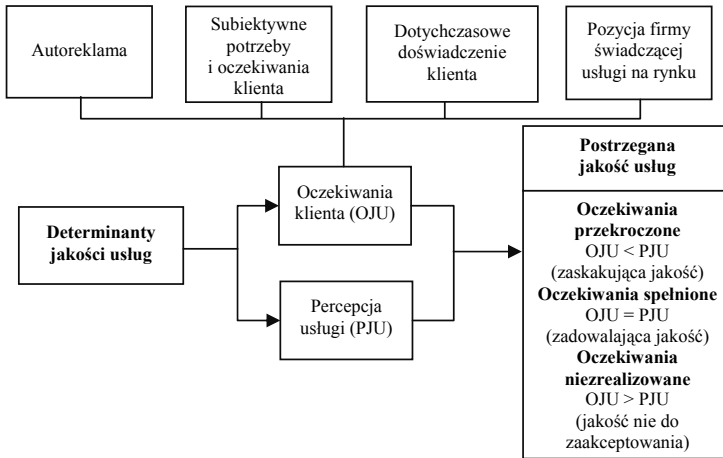 Autoreklama
Subiektywne
potrzeby
i oczekiwania
klienta
Dotychczasowe
doświadczenie
klienta
Pozycja firmy
świadczącej
usługi na rynku
Determinanty
jakości usług
Oczekiwania
klienta (OJU)
Percepcja
usługi (PJU)
Postrzegana
jakość usług
Oczekiwania
przekroczone
OJU < PJU
(zaskakująca jakość)
Oczekiwania spełnione
OJU = PJU
(zadowalająca jakość)
Oczekiwania
niezrealizowane
OJU > PJU
(jakość nie do
zaakceptowania)